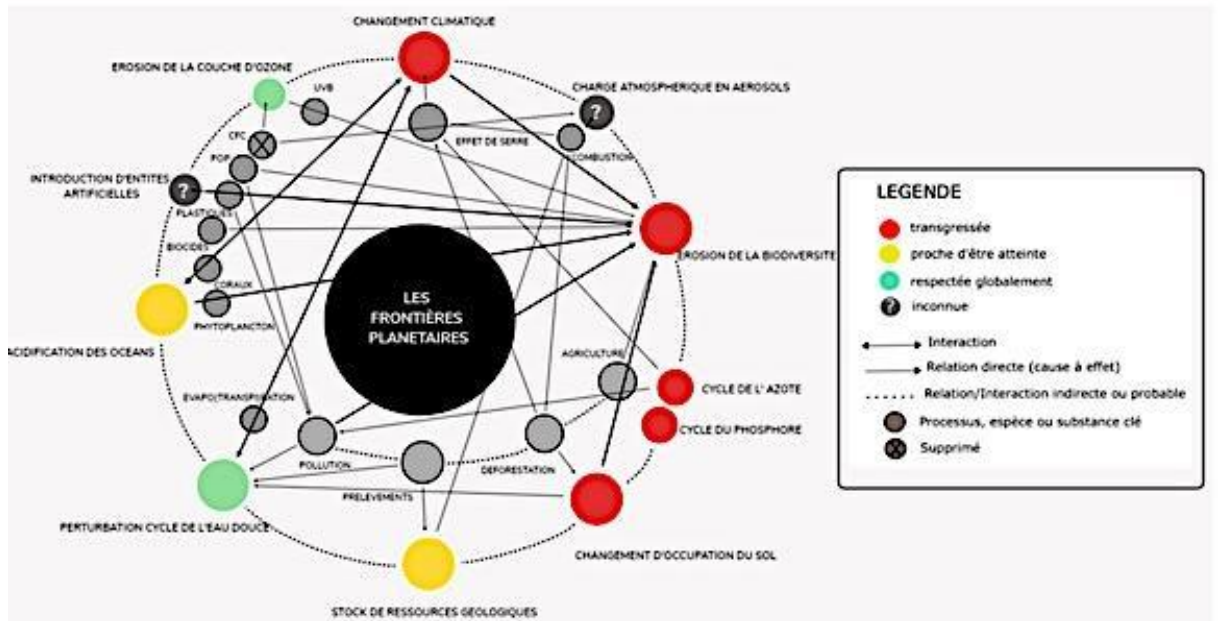 CHANGEMENT CLIMATIQUE
EROSION DE LA COUCHE D'OZONE
UVB
CHARGE ATMOSPHERIQUE EN AEROSOLS
?
CFC
EFFET DE SERRE
COMBUSTION
POP
INTRODUCTION D'ENTITES
ARTIFICIELLES
?
PLASTIQUES
BIOCIDES
EROSION DE LA BIODIVERSITE
CORAUX
PHYTOPLANCTON
LES
FRONTIÈRES
PLANETAIRES
ACIDIFICATION DES OCEANS
AGRICULTURE
CYCLE DE L' AZOTE
EVAPO(TRANSPIRATION
CYCLE DU PHOSPHORE
POLLUTION
DEFORESTATION
PRELEVEMENTS
PERTURBATION CYCLE DE L'EAU DOUCE
CHANGEMENT D'OCCUPATION DU SOL
STOCK DE RESSOURCES GEOLOGIQUES
LEGENDE
transgressée
proche d'être atteinte
respectée globalement
? inconnue
Interaction
Relation directe (cause à effet)
Relation/Interaction indirecte ou probable
Processus, espèce ou substance clé
Supprimé